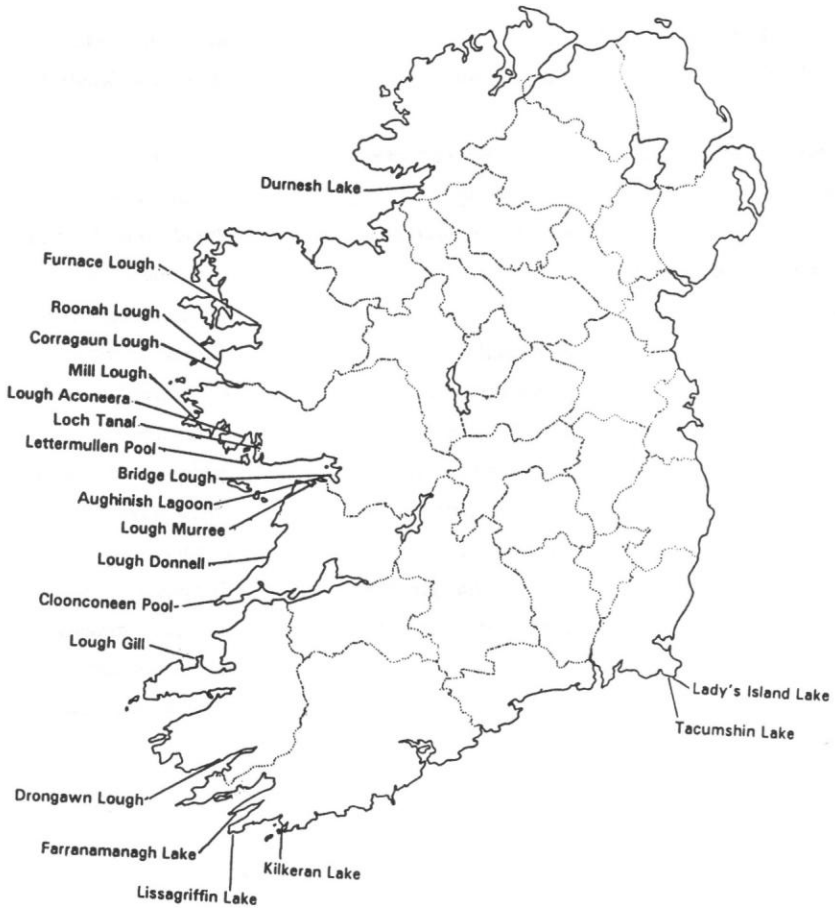 Durnesh Lake
Furnace Lough
Roonah Lough
Corragaun Lough
Mill Lough
Lough Aconeera
Loch Tanaí
Lettermullen Pool
Bridge Lough
Aughinish Lagoon
Lough Murree
Lough Donnell
Cloonconeen Pool
Lough Gill
Lady's Island Lake
Tacumshin Lake
Drongawn Lough
Farranamanagh Lake
Kilkeran Lake
Lissagriffin Lake